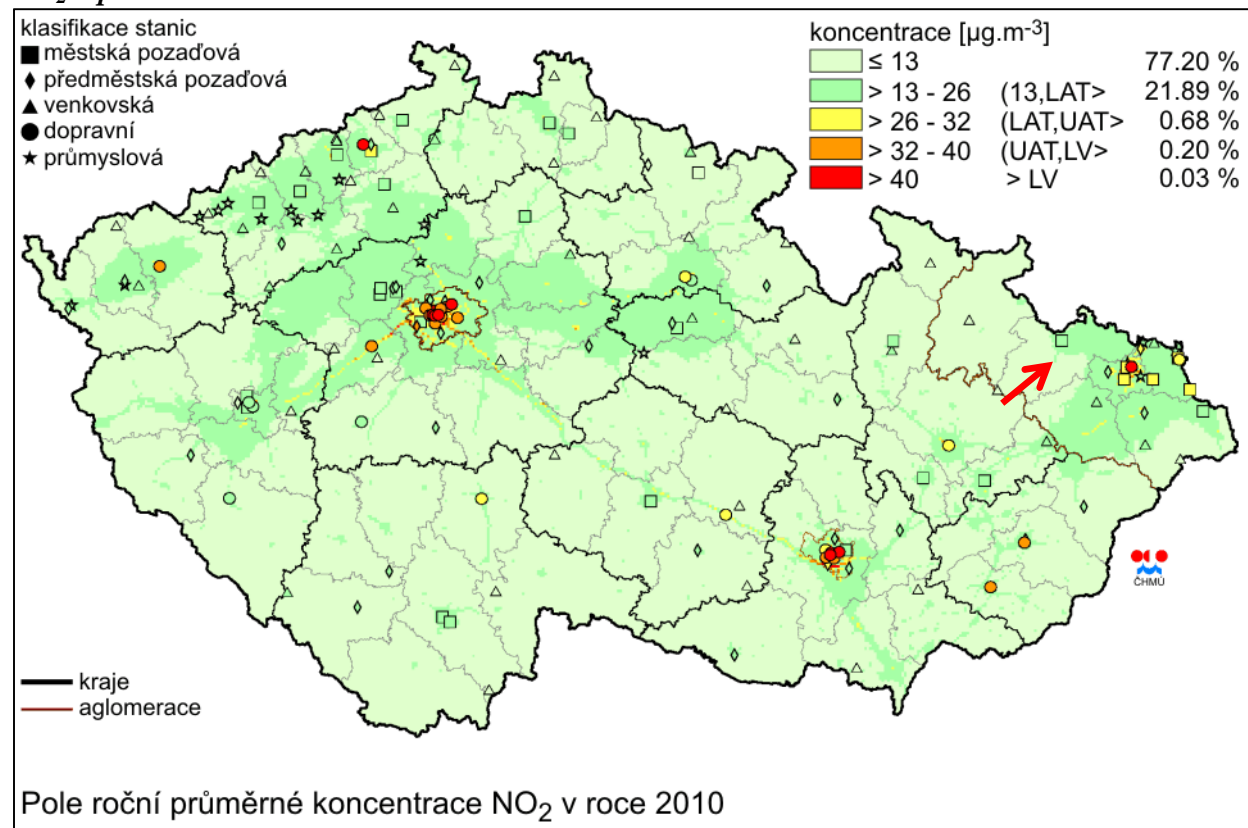 klasifikace stanic
městská pozaďová
předměstská pozaďová
venkovská
dopravní
průmyslová
koncentrace [µg.m-3]
≤ 13 77.20 %
> 13 - 26 (13,LAT> 21.89 %
> 26 - 32 (LAT,UAT> 0.68 %
> 32 - 40 (UAT,LV> 0.20 %
> 40 > LV 0.03 %
ČHMÚ
kraje
aglomerace
Pole roční průměrné koncentrace NO2 v roce 2010